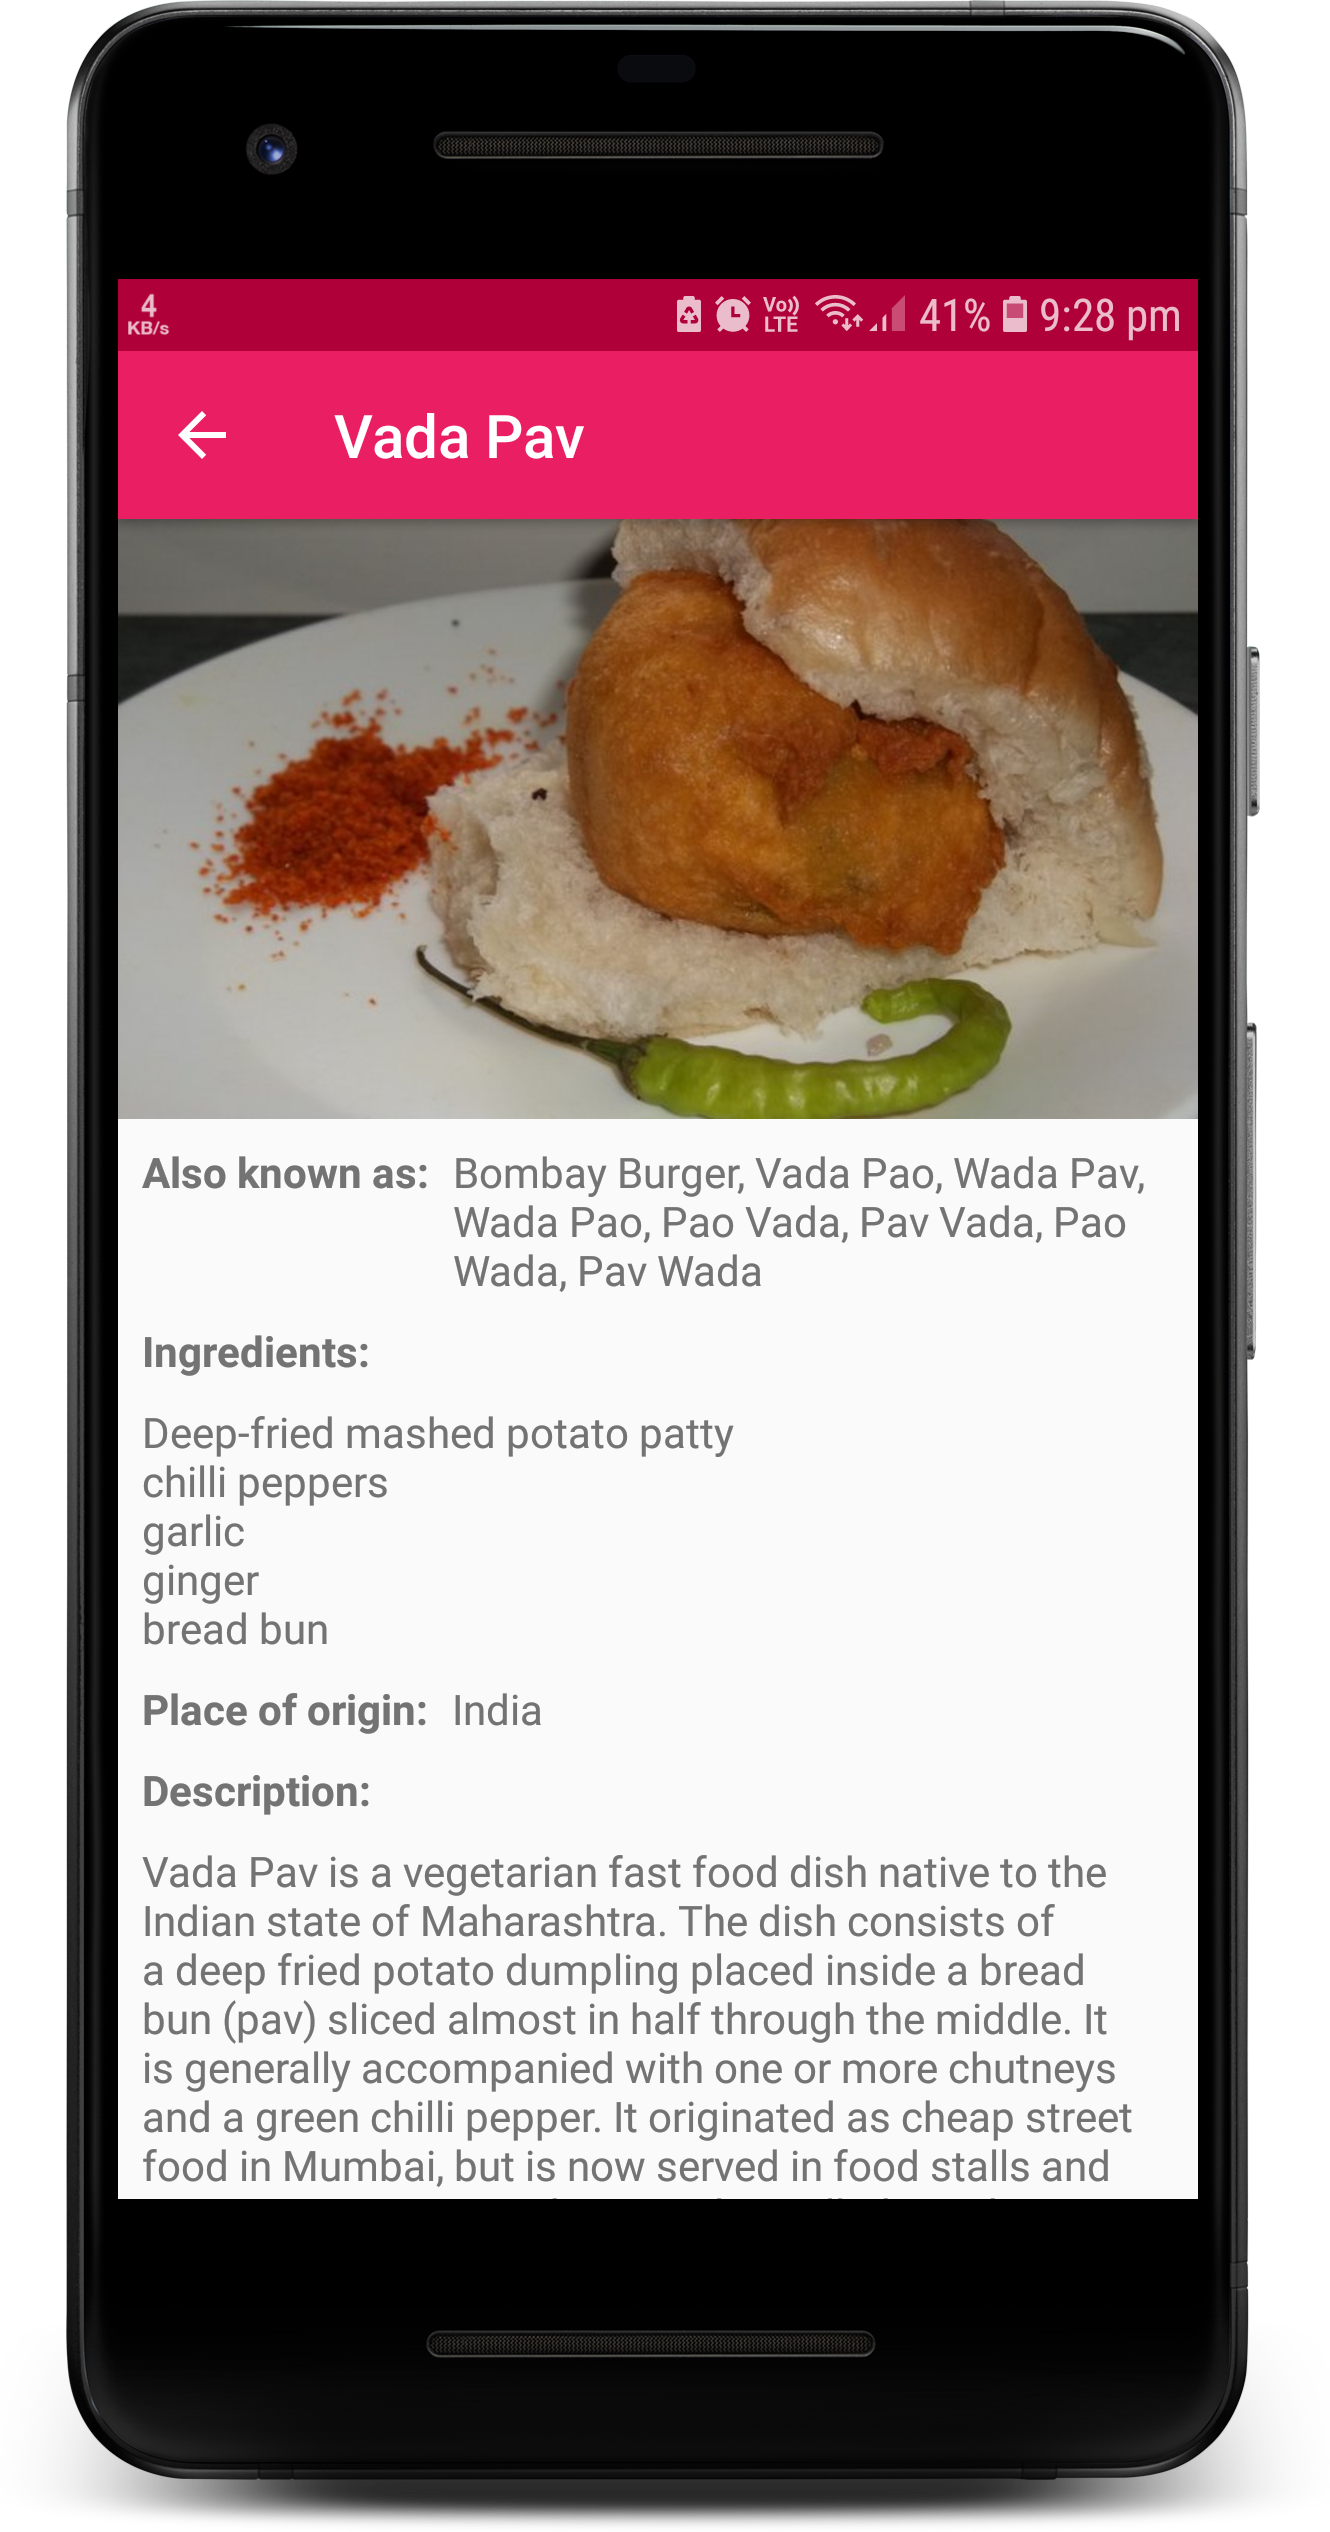 4
KB/s
Vo))
LTE
41%
9:28 pm
Vada Pav
Also known as: Bombay Burger, Vada Pao, Wada Pav,
Wada Pao, Pao Vada, Pav Vada, Pao
Wada, Pav Wada
Ingredients:
Deep-fried mashed potato patty
chilli peppers
garlic
ginger
bread bun
Place of origin: India
Description:
Vada Pav is a vegetarian fast food dish native to the
Indian state of Maharashtra. The dish consists of
a deep fried potato dumpling placed inside a bread
bun (pav) sliced almost in half through the middle. It
is generally accompanied with one or more chutneys
and a green chilli pepper. It originated as cheap street
food in Mumbai, but is now served in food stalls and